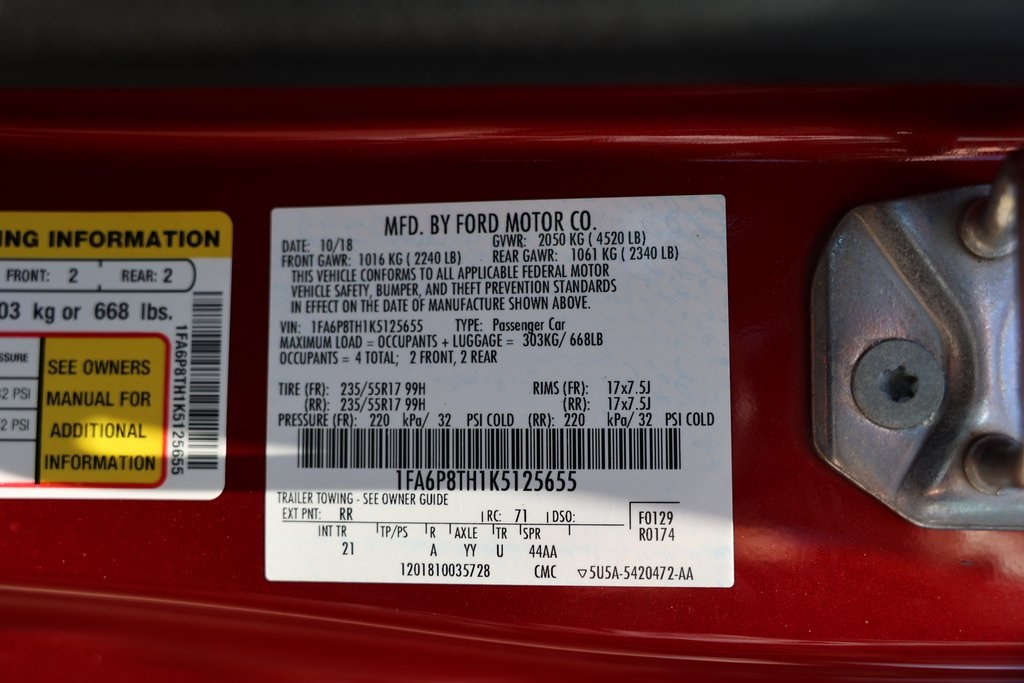 NG INFORMATION
FRONT: 2 REAR: 2
03 kg or 668 lbs.
SSURE
2 PSI
2 PSI
SEE OWNERS
MANUAL FOR
ADDITIONAL
INFORMATION
1FA6P8TH1K5125655
MFD. BY FORD MOTOR CO.
DATE: 10/18 GVWR: 2050 KG ( 4520 LB)
FRONT GAWR: 1016 KG ( 2240 LB) REAR GAWR: 1061 KG ( 2340 LB)
THIS VEHICLE CONFORMS TO ALL APPLICABLE FEDERAL MOTOR
VEHICLE SAFETY, BUMPER, AND THEFT PREVENTION STANDARDS
IN EFFECT ON THE DATE OF MANUFACTURE SHOWN ABOVE.
VIN: 1FA6P8TH1K5125655 TYPE: Passenger Car
MAXIMUM LOAD = OCCUPANTS + LUGGAGE = 303KG/ 668LB
OCCUPANTS = 4 TOTAL; 2 FRONT, 2 REAR
TIRE (FR): 235/55R17 99H RIMS (FR): 17x7.5J
(RR): 235/55R17 99H (RR): 17x7.5J
PRESSURE (FR): 220 kPa/ 32 PSI COLD (RR): 220 kPa/ 32 PSI COLD
1FA6P8TH1K5125655
TRAILER TOWING - SEE OWNER GUIDE
EXT PNT: RR RC: 71 DSO: F0129
INT TR TP/PS R AXLE TR SPR R0174
21 A YY U 44AA
1201810035728 CMC ▽5U5A-5420472-AA